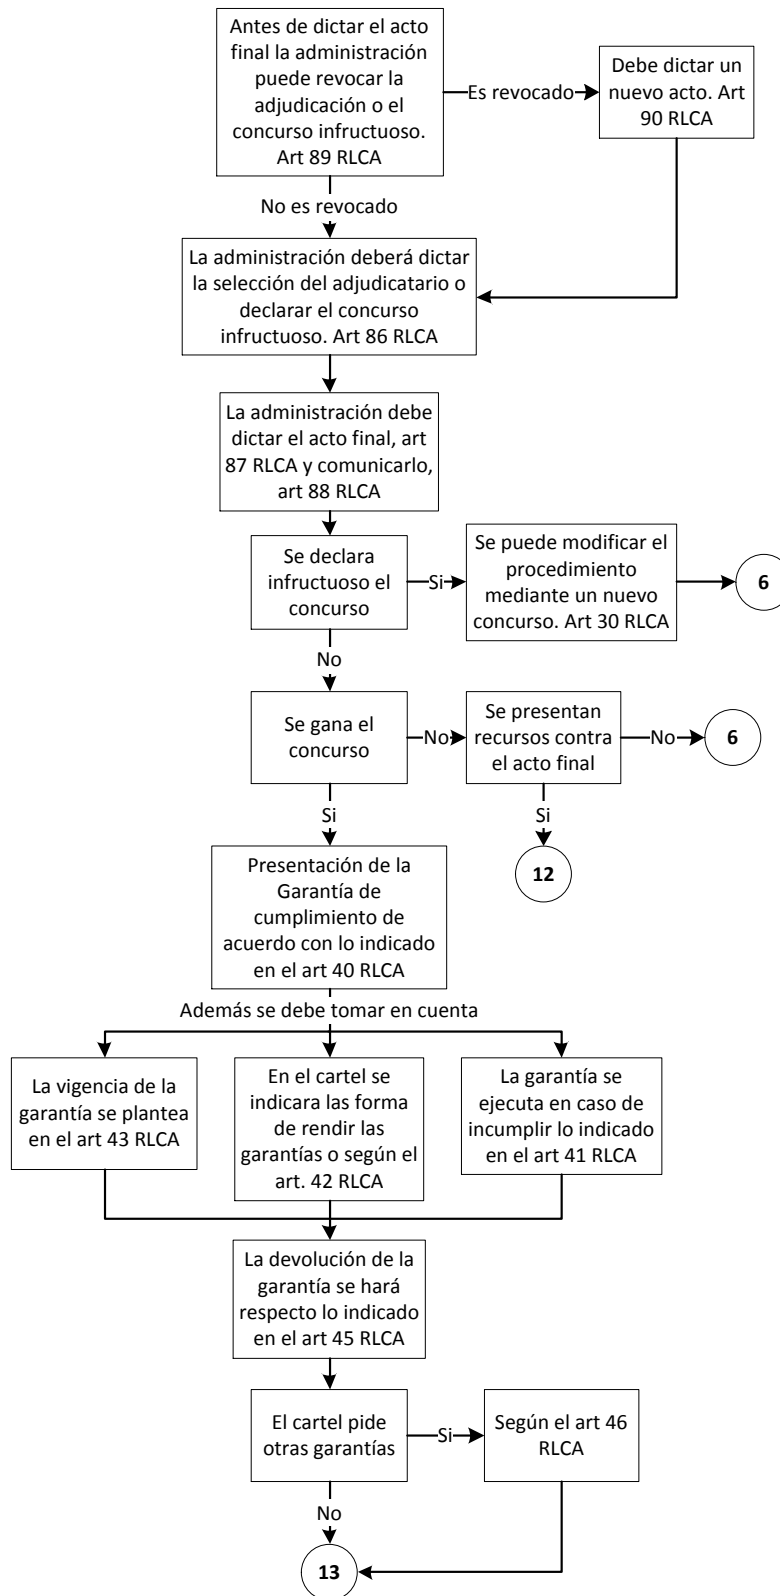 Antes de dictar el acto
final la administración
puede revocar la
adjudicación o el
concurso infructuoso.
Art 89 RLCA
Es revocado
Debe dictar un
nuevo acto. Art
90 RLCA
No es revocado
La administración deberá dictar
la selección del adjudicatario o
declarar el concurso
infructuoso. Art 86 RLCA
La administración debe
dictar el acto final, art
87 RLCA y comunicarlo,
art 88 RLCA
Se declara
infructuoso el
concurso
Si
Se puede modificar el
procedimiento
mediante un nuevo
concurso. Art 30 RLCA
6
No
Se gana el
concurso
No
Se presentan
recursos contra
el acto final
No
6
Si
Si
12
Presentación de la
Garantía de
cumplimiento de
acuerdo con lo indicado
en el art 40 RLCA
Además se debe tomar en cuenta
La vigencia de la
garantía se plantea
en el art 43 RLCA
En el cartel se
indicara las forma
de rendir las
garantías o según el
art. 42 RLCA
La garantía se
ejecuta en caso de
incumplir lo indicado
en el art 41 RLCA
La devolución de la
garantía se hará
respecto lo indicado
en el art 45 RLCA
El cartel pide
otras garantías
Si
Según el art 46
RLCA
No
13